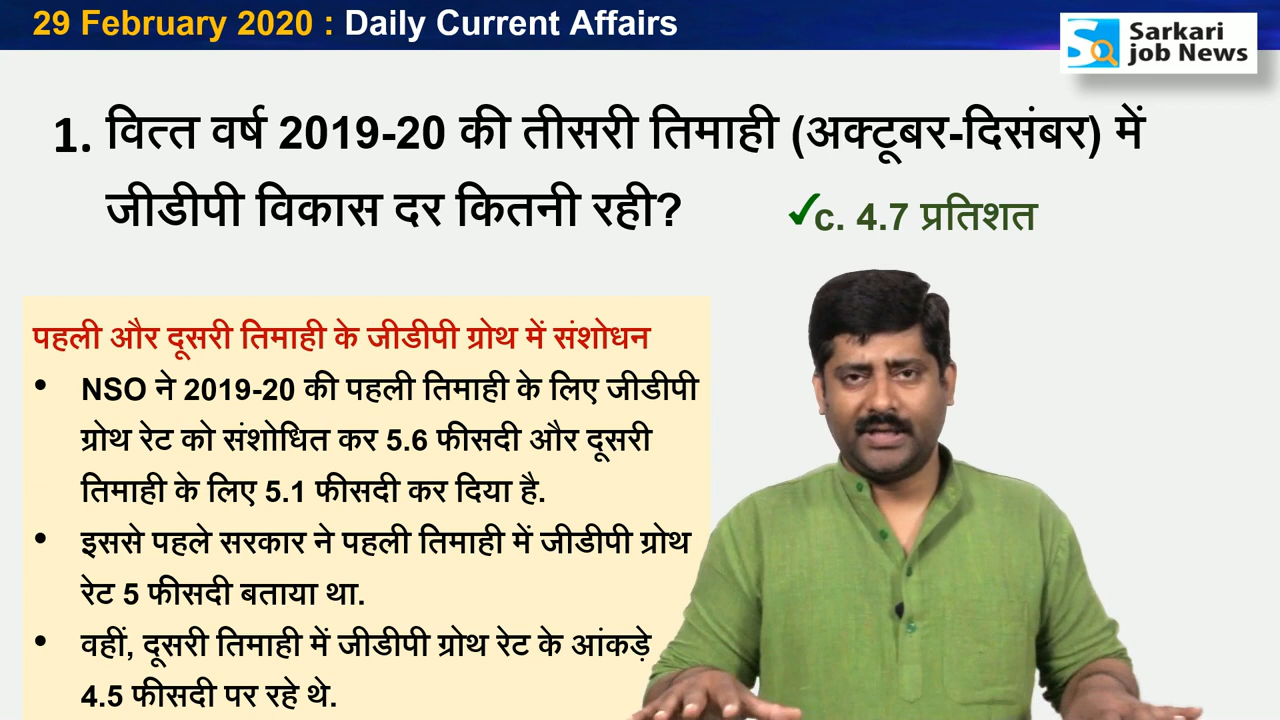 29 February 2020 : Daily Current Affairs
Sarkari
job News
1. वित्त वर्ष 2019-20 की तीसरी तिमाही (अक्टूबर-दिसंबर) में
जीडीपी विकास दर कितनी रही?
✓c. 4.7 प्रतिशत
पहली और दूसरी तिमाही के जीडीपी ग्रोथ में संशोधन
• NSO ने 2019-20 की पहली तिमाही के लिए जीडीपी
ग्रोथ रेट को संशोधित कर 5.6 फीसदी और दूसरी
तिमाही के लिए 5.1 फीसदी कर दिया है.
• इससे पहले सरकार ने पहली तिमाही में जीडीपी ग्रोथ
रेट 5 फीसदी बताया था.
• वहीं, दूसरी तिमाही में जीडीपी ग्रोथ रेट के आंकड़े
4.5 फीसदी पर रहे थे.